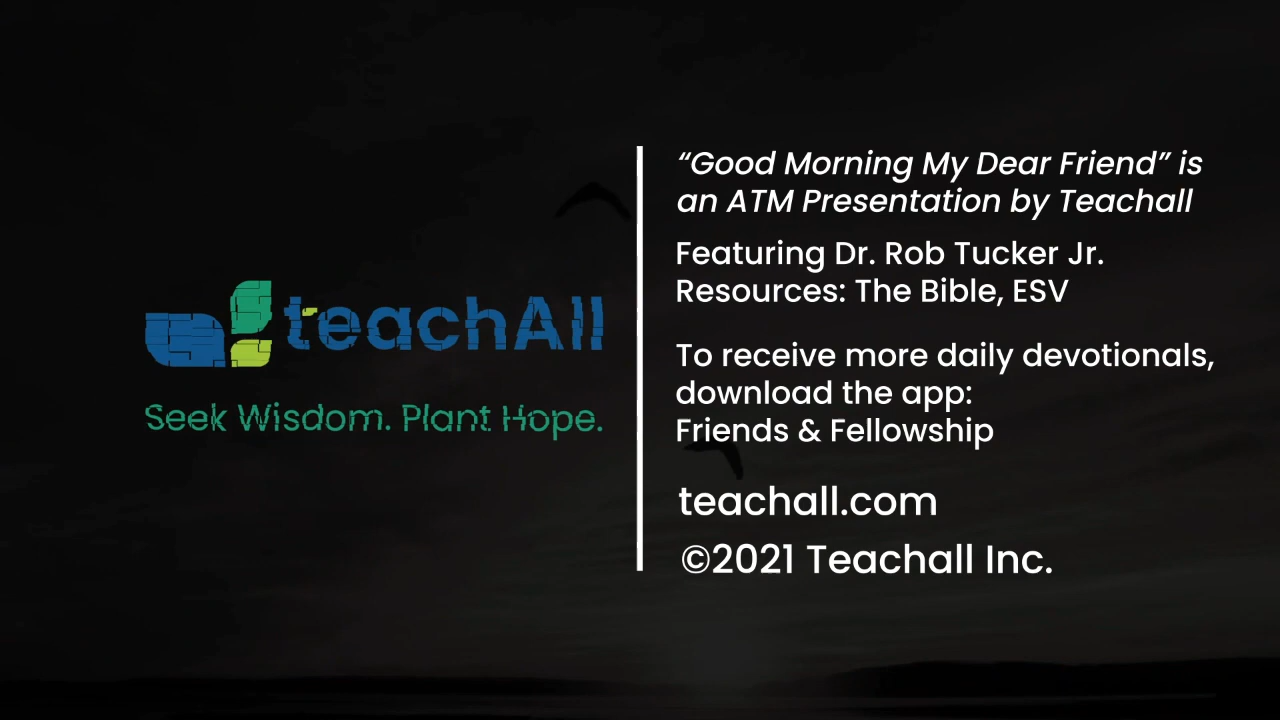 teachAll
Seek Wisdom. Plant Hope.
“Good Morning My Dear Friend” is
an ATM Presentation by Teachall
Featuring Dr. Rob Tucker Jr.
Resources: The Bible, ESV
To receive more daily devotionals,
download the app:
Friends & Fellowship
teachall.com
©2021 Teachall Inc.